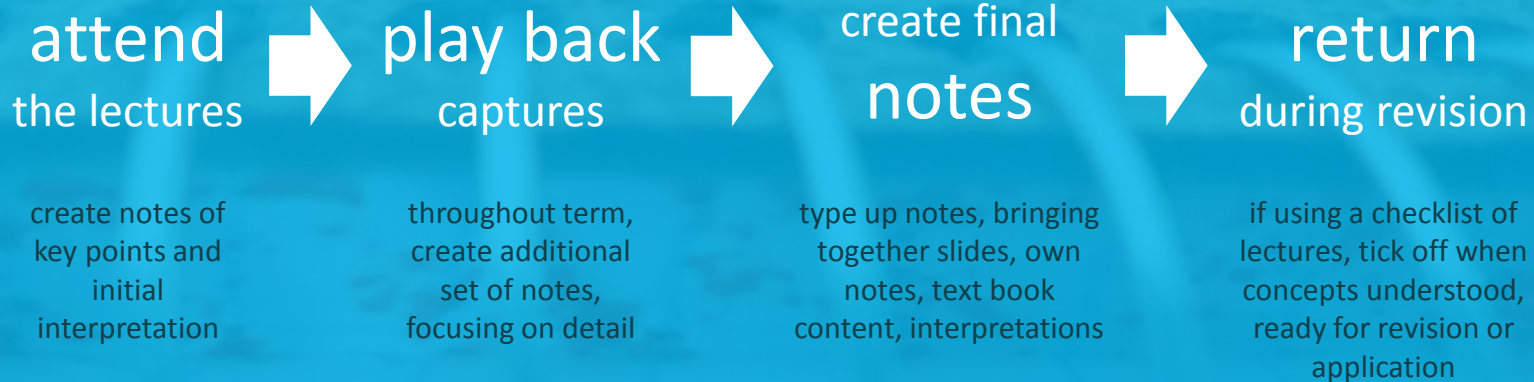 attend
the lectures
create notes of
key points and
initial
interpretation
play back
captures
throughout term,
create additional
set of notes,
focusing on detail
create final
notes
type up notes, bringing
together slides, own
notes, text book
content, interpretations
return
during revision
if using a checklist of
lectures, tick off when
concepts understood,
ready for revision or
application